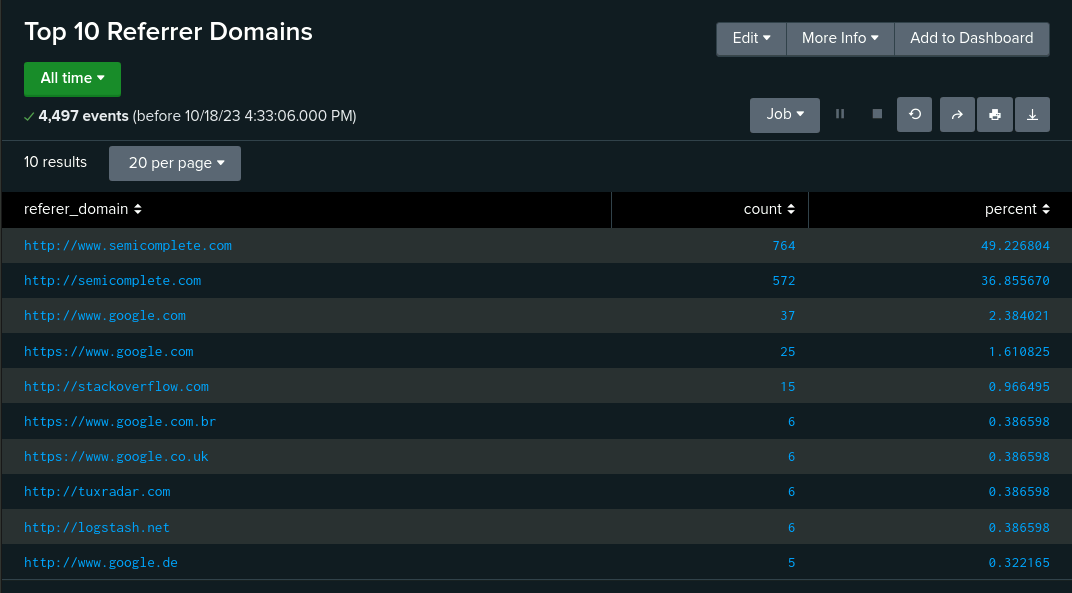 Top 10 Referrer Domains
Edit More Info Add to Dashboard
All time
4,497 events (before 10/18/23 4:33:06.000 PM)
Job
10 results 20 per page
referer_domain count percent
http://www.semicomplete.com 764 49.226804
http://semicomplete.com 572 36.855670
http://www.google.com 37 2.384021
https://www.google.com 25 1.610825
http://stackoverflow.com 15 0.966495
https://www.google.com.br 6 0.386598
https://www.google.co.uk 6 0.386598
http://tuxradar.com 6 0.386598
http://logstash.net 6 0.386598
http://www.google.de 5 0.322165